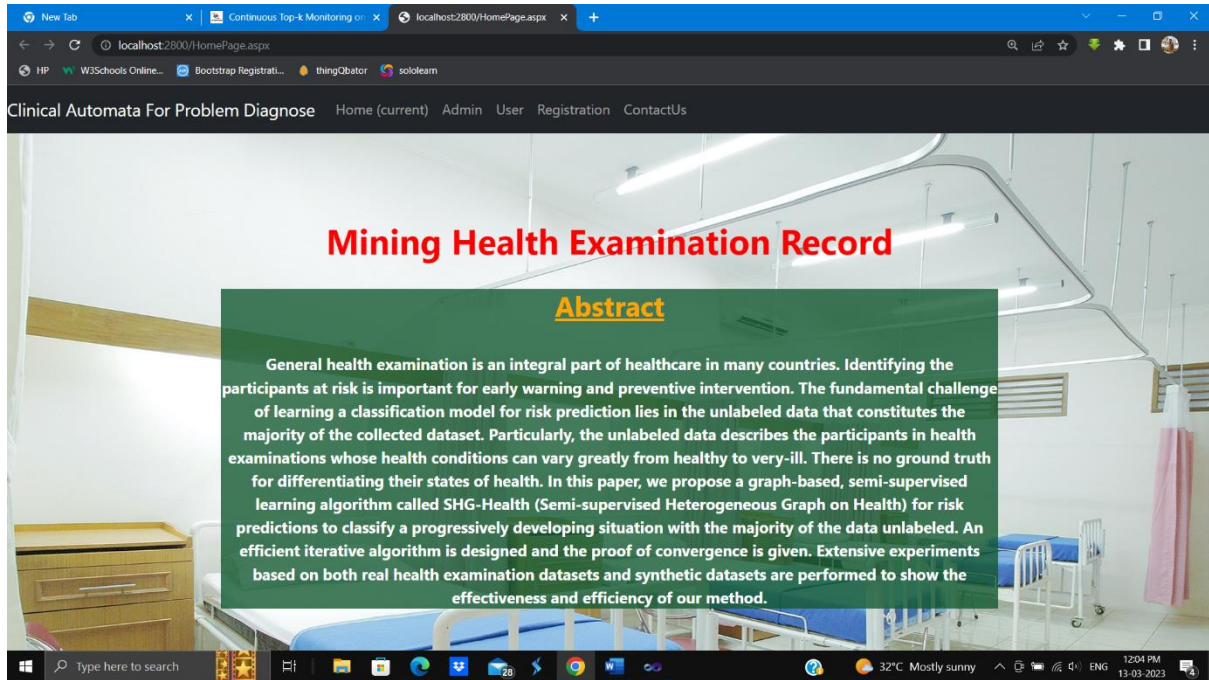 New Tab
Continuous Top-k Monitoring on
localhost:2800/HomePage.aspx
localhost:2800/HomePage.aspx
HP
W3Schools Online...
Bootstrap Registrati...
thingQbator
sololearn
Clinical Automata For Problem Diagnose
Home (current)
Admin
User
Registration
ContactUs
Mining Health Examination Record
Abstract
General health examination is an integral part of healthcare in many countries. Identifying the
participants at risk is important for early warning and preventive intervention. The fundamental challenge
of learning a classification model for risk prediction lies in the unlabeled data that constitutes the
majority of the collected dataset. Particularly, the unlabeled data describes the participants in health
examinations whose health conditions can vary greatly from healthy to very-ill. There is no ground truth
for differentiating their states of health. In this paper, we propose a graph-based, semi-supervised
learning algorithm called SHG-Health (Semi-supervised Heterogeneous Graph on Health) for risk
predictions to classify a progressively developing situation with the majority of the data unlabeled. An
efficient iterative algorithm is designed and the proof of convergence is given. Extensive experiments
based on both real health examination datasets and synthetic datasets are performed to show the
effectiveness and efficiency of our method.
Type here to search
28
32°C Mostly sunny
ENG
12:04 PM
13-03-2023
4